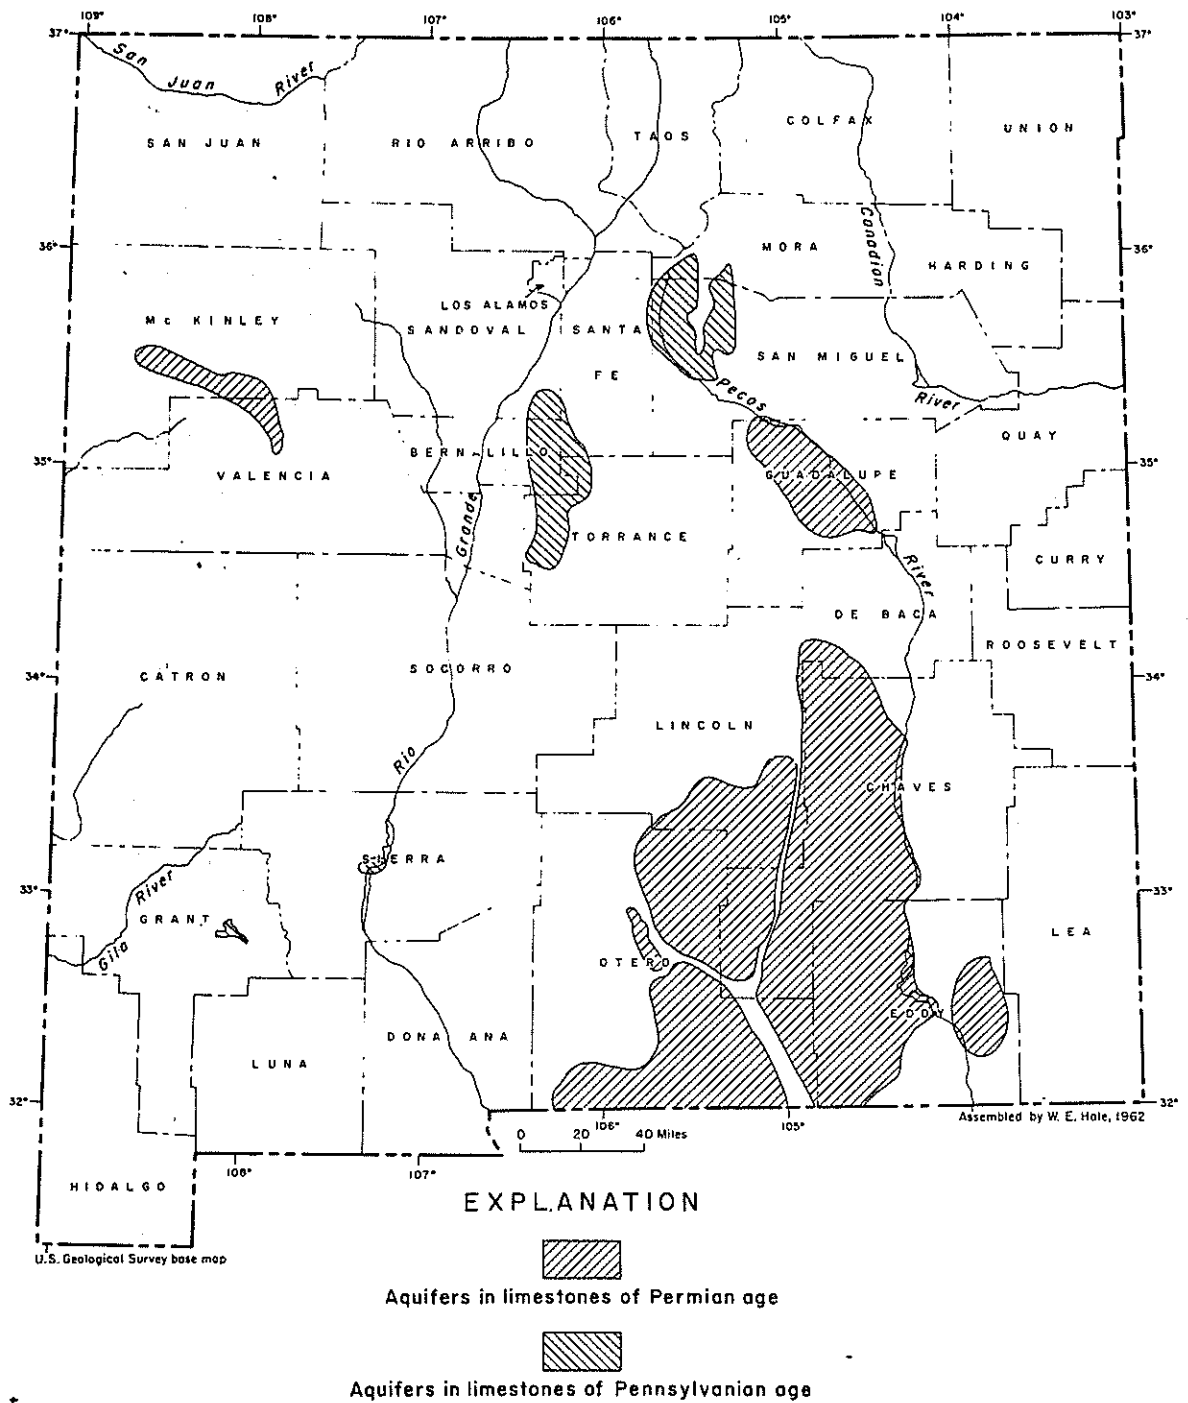 109° 108° 107° 106° 105° 104° 103°
37° 37°
San Juan River
SAN JUAN
RIO ARRIBO
TAOS
COLFAX
UNION
36° 36°
Canadian
MORA
HARDING
LOS ALAMOS
Mc KINLEY
SANDOVAL
SANTA
FE
SAN MIGUEL
Pecos
River
QUAY
BERNALILLO
35° 35°
VALENCIA
GUADALUPE
Grande
TORRANCE
CURRY
River
DE BACA
ROOSEVELT
34° 34°
CATRON
SOCORRO
LINCOLN
Rio
CHAVES
SIERRA
33° 33°
River
GRANT
Gila
OTERO
LEA
EDDY
DONA ANA
LUNA
32° 32°
Assembled by W. E. Hale, 1962
106° 105°
0 20 40 Miles
108° 107°
HIDALGO
EXPLANATION
U.S. Geological Survey base map
Aquifers in limestones of Permian age
Aquifers in limestones of Pennsylvanian age